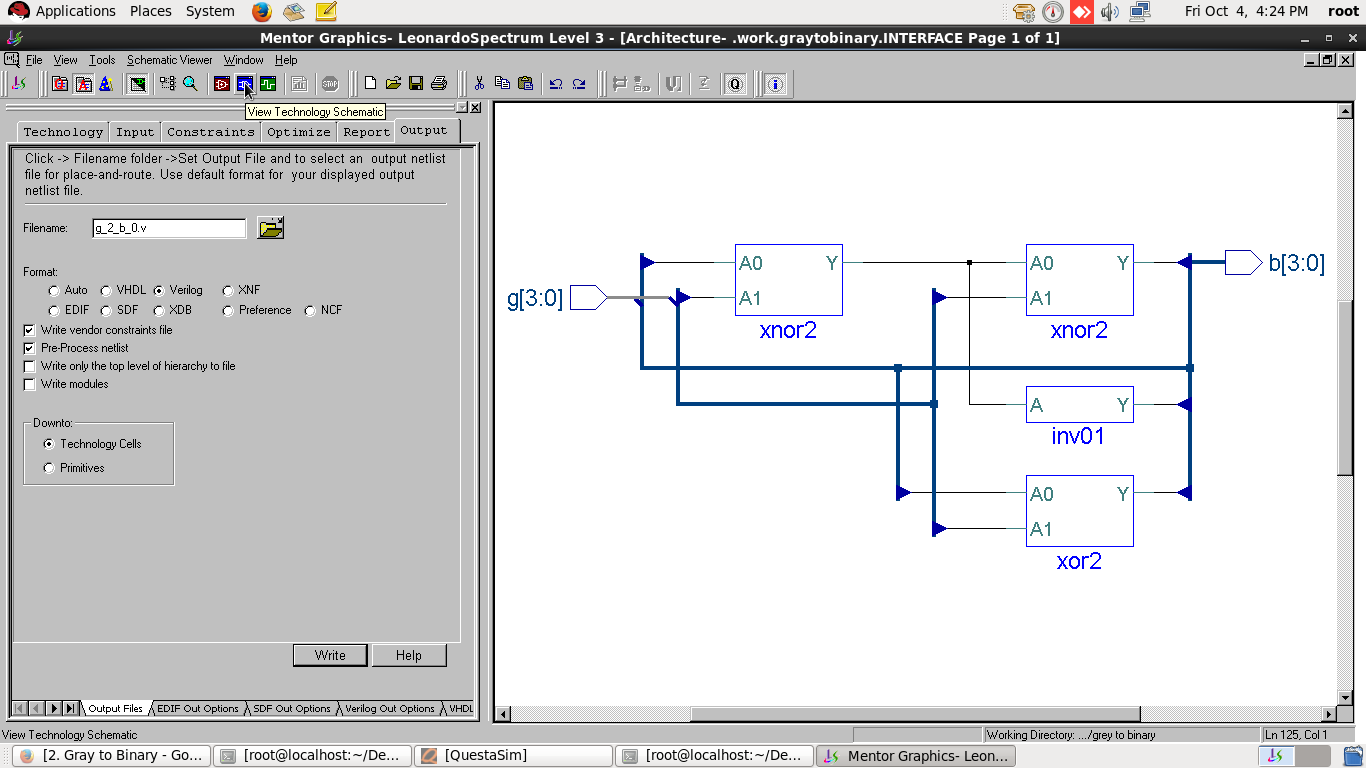 Applications Places System
Fri Oct 4, 4:24 PM root
Mentor Graphics- LeonardoSpectrum Level 3 - [Architecture- .work.graytobinary.INTERFACE Page 1 of 1]
File View Tools Schematic Viewer Window Help
STOP
Q
View Technology Schematic
Technology Input Constraints Optimize Report Output
Click -> Filename folder ->Set Output File and to select an output netlist
file for place-and-route. Use default format for your displayed output
netlist file.
Filename: g_2_b_0.v
Format:
Auto VHDL Verilog XNF
EDIF SDF XDB Preference NCF
Write vendor constraints file
Pre-Process netlist
Write only the top level of hierarchy to file
Write modules
Downto:
Technology Cells
Primitives
Write Help
Output Files EDIF Out Options SDF Out Options Verilog Out Options VHDL
g[3:0]
A0 Y
A1
xnor2
A0 Y
A1
xnor2
b[3:0]
A Y
inv01
A0 Y
A1
xor2
View Technology Schematic
Working Directory: .../grey to binary
Ln 125, Col 1
[2. Gray to Binary - Go... [root@localhost:~/De... [QuestaSim] [root@localhost:~/De... Mentor Graphics- Leon...